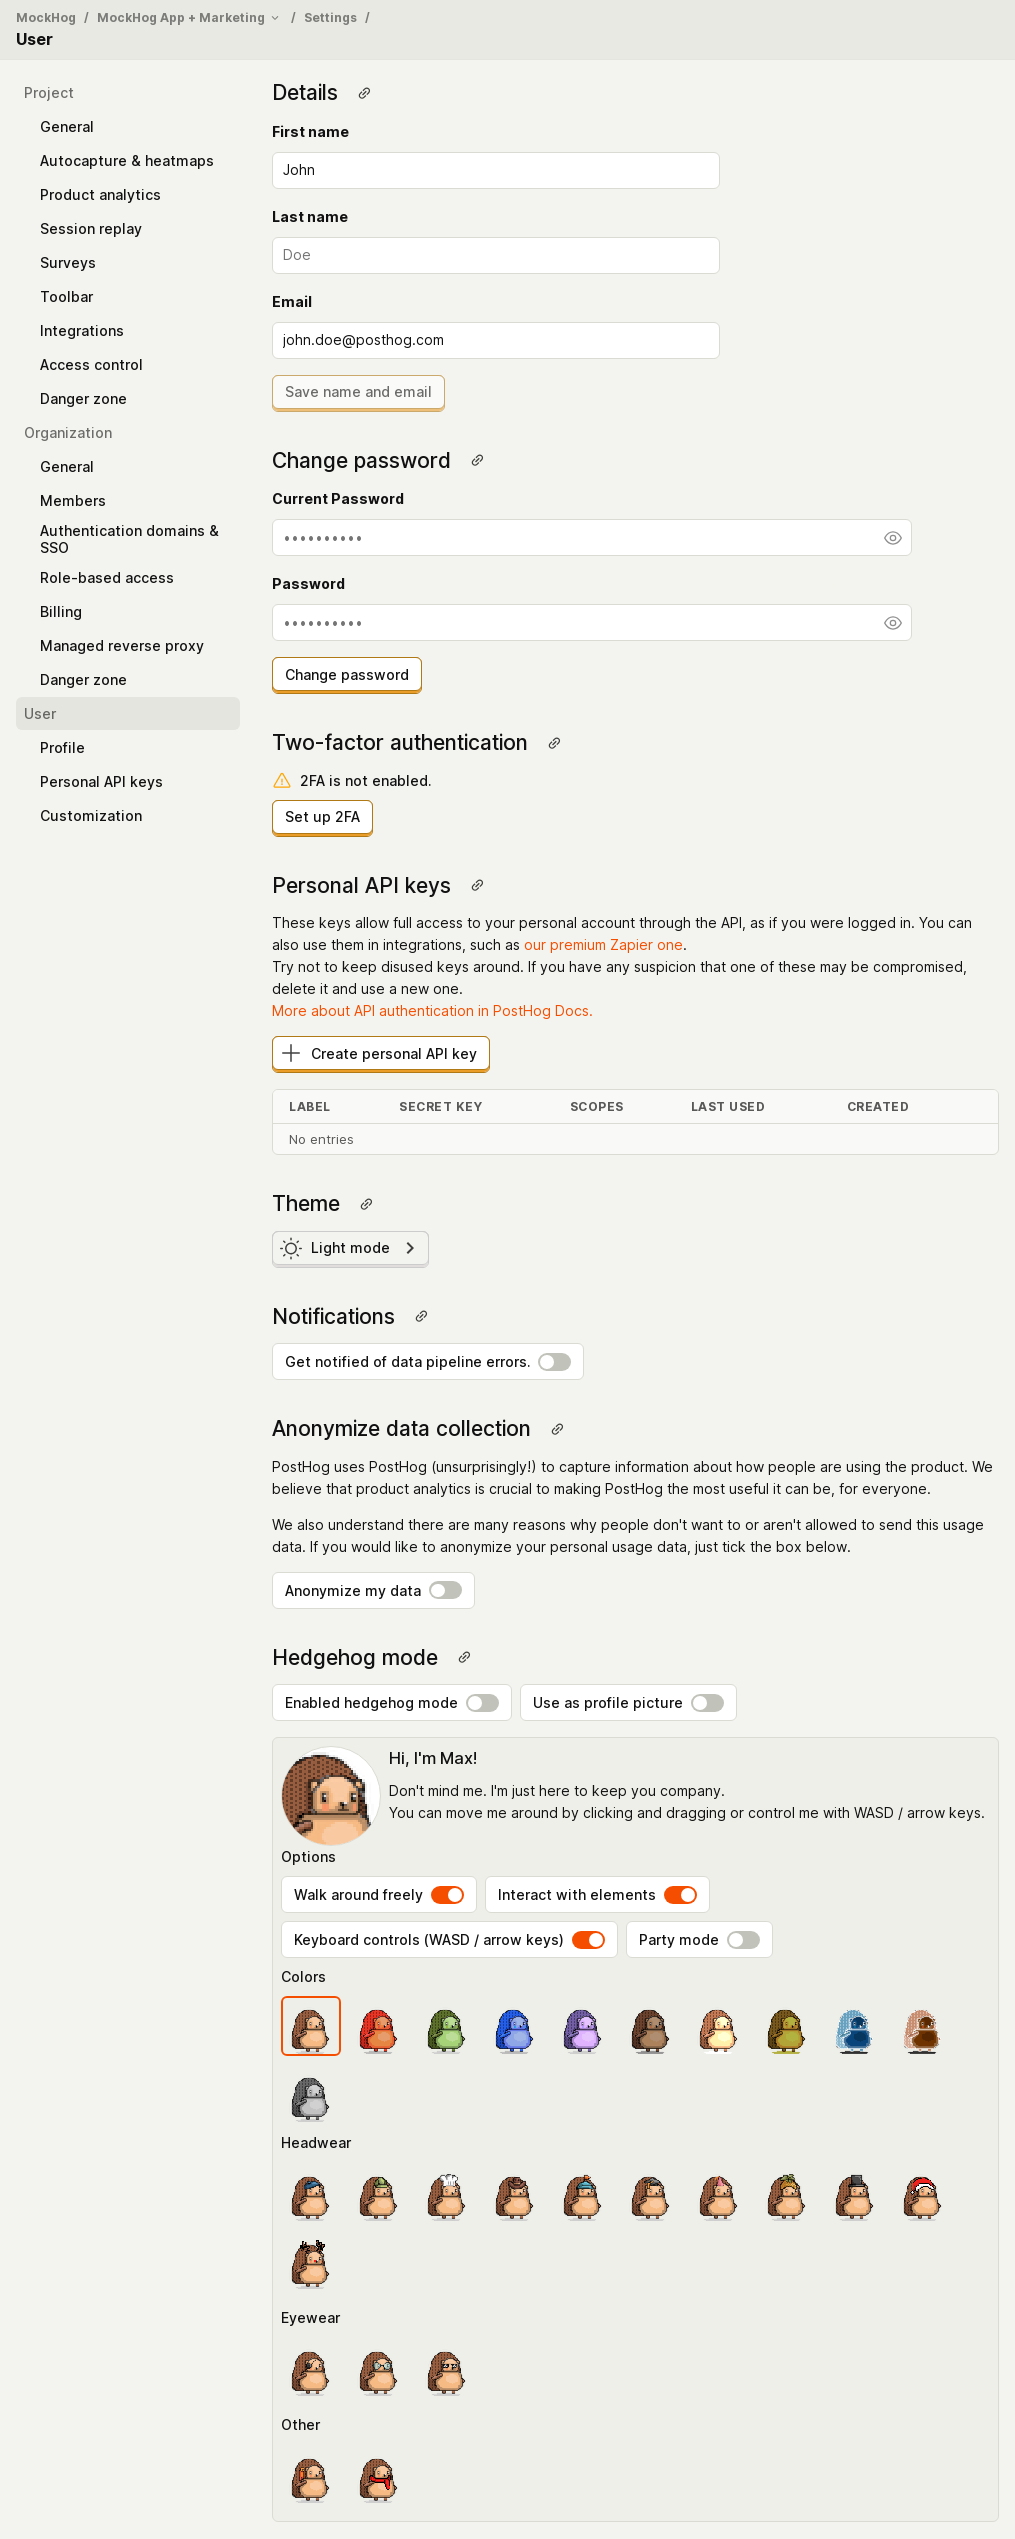 MockHog / MockHog App + Marketing / Settings /
User
Project
General
Autocapture & heatmaps
Product analytics
Session replay
Surveys
Toolbar
Integrations
Access control
Danger zone
Organization
General
Members
Authentication domains &
SSO
Role-based access
Billing
Managed reverse proxy
Danger zone
User
Profile
Personal API keys
Customization
Details
First name
John
Last name
Doe
Email
john.doe@posthog.com
Save name and email
Change password
Current Password
••••••••••
Password
••••••••••
Change password
Two-factor authentication
2FA is not enabled.
Set up 2FA
Personal API keys
These keys allow full access to your personal account through the API, as if you were logged in. You can
also use them in integrations, such as our premium Zapier one.
Try not to keep disused keys around. If you have any suspicion that one of these may be compromised,
delete it and use a new one.
More about API authentication in PostHog Docs.
Create personal API key
LABEL SECRET KEY SCOPES LAST USED CREATED
No entries
Theme
Light mode
Notifications
Get notified of data pipeline errors.
Anonymize data collection
PostHog uses PostHog (unsurprisingly!) to capture information about how people are using the product. We
believe that product analytics is crucial to making PostHog the most useful it can be, for everyone.
We also understand there are many reasons why people don't want to or aren't allowed to send this usage
data. If you would like to anonymize your personal usage data, just tick the box below.
Anonymize my data
Hedgehog mode
Enabled hedgehog mode Use as profile picture
Hi, I'm Max!
Don't mind me. I'm just here to keep you company.
You can move me around by clicking and dragging or control me with WASD / arrow keys.
Options
Walk around freely Interact with elements
Keyboard controls (WASD / arrow keys) Party mode
Colors
Headwear
Eyewear
Other